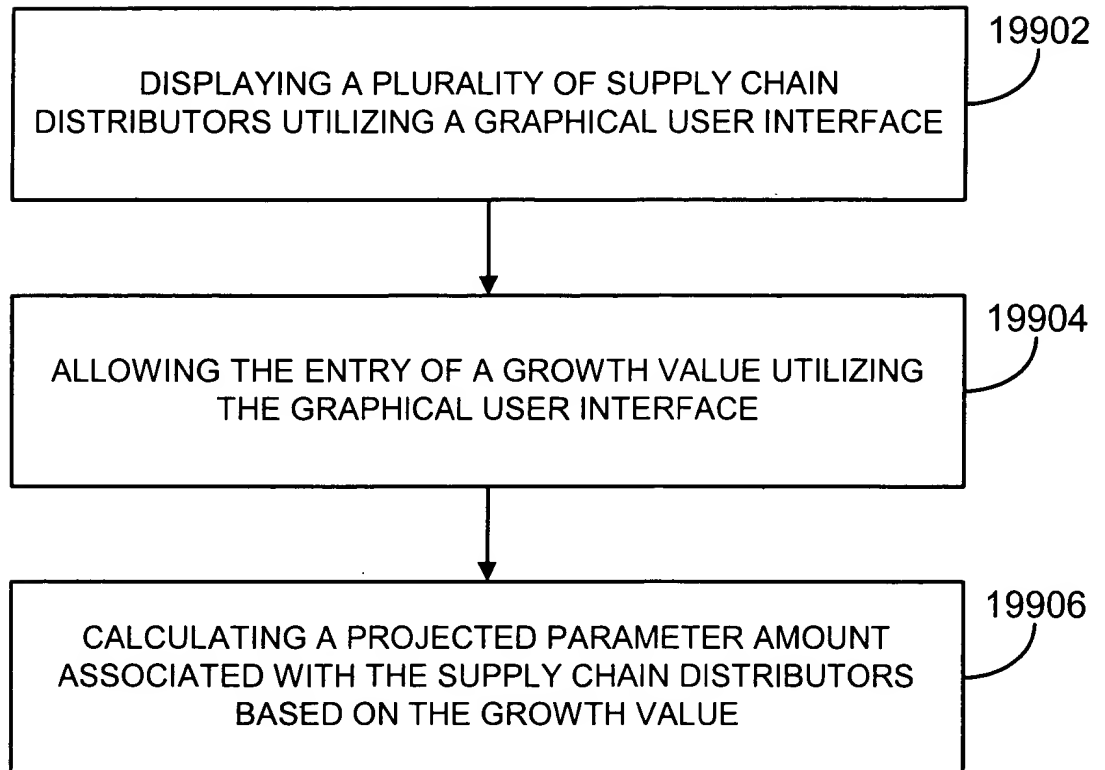 19902
DISPLAYING A PLURALITY OF SUPPLY CHAIN
DISTRIBUTORS UTILIZING A GRAPHICAL USER INTERFACE
19904
ALLOWING THE ENTRY OF A GROWTH VALUE UTILIZING
THE GRAPHICAL USER INTERFACE
19906
CALCULATING A PROJECTED PARAMETER AMOUNT
ASSOCIATED WITH THE SUPPLY CHAIN DISTRIBUTORS
BASED ON THE GROWTH VALUE